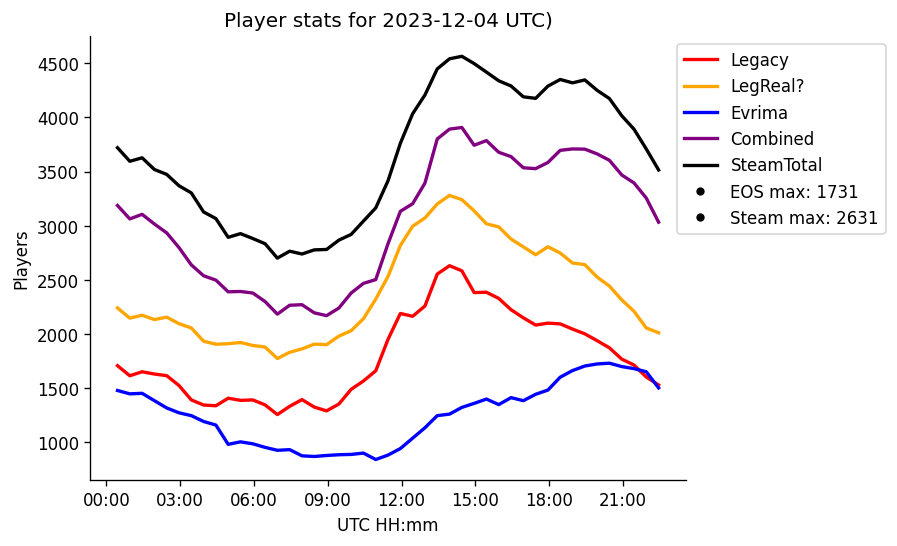 Player stats for 2023-12-04 UTC)
Legacy
LegReal?
Evrima
Combined
SteamTotal
EOS max: 1731
Steam max: 2631
Players
4500
4000
3500
3000
2500
2000
1500
1000
00:00 03:00 06:00 09:00 12:00 15:00 18:00 21:00
UTC HH:mm